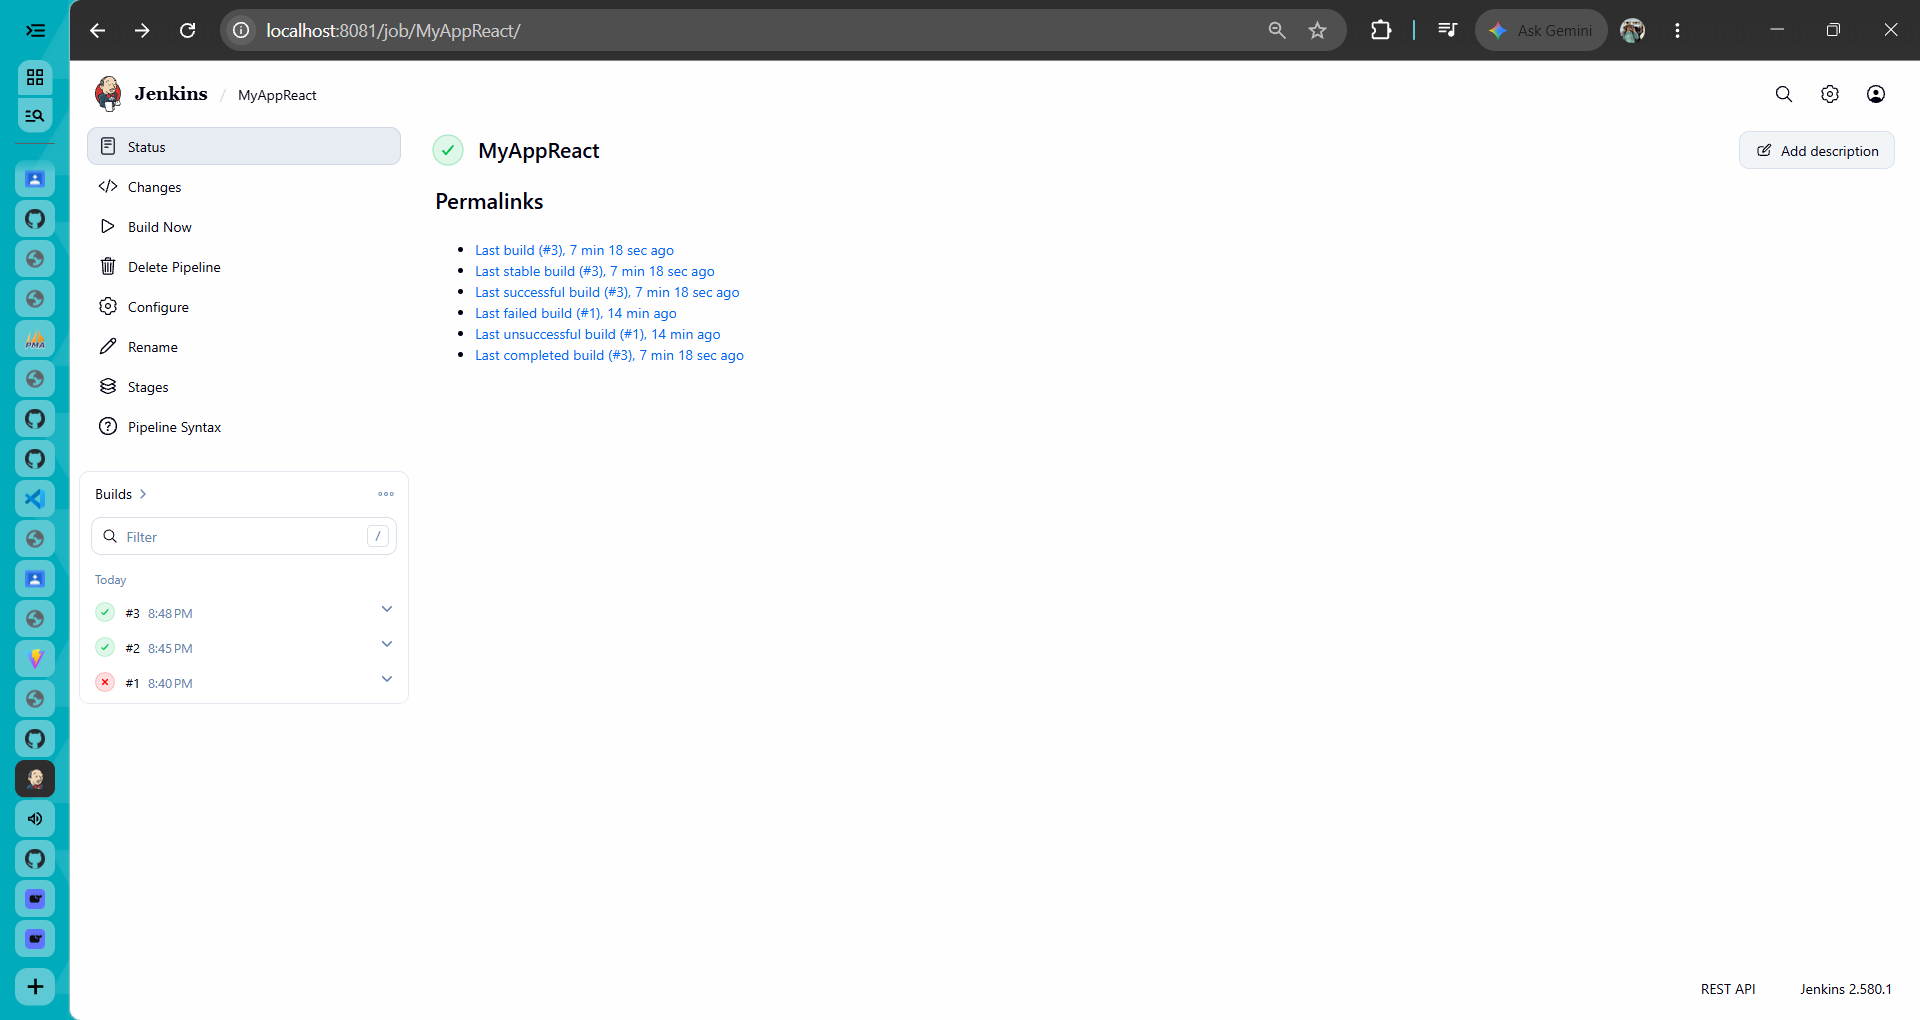 localhost:8081/job/MyAppReact/
Ask Gemini
Jenkins / MyAppReact
Status
Changes
Build Now
Delete Pipeline
Configure
Rename
Stages
Pipeline Syntax
Builds
Filter /
Today
#3 8:48 PM
#2 8:45 PM
#1 8:40 PM
MyAppReact
Add description
Permalinks
Last build (#3), 7 min 18 sec ago
Last stable build (#3), 7 min 18 sec ago
Last successful build (#3), 7 min 18 sec ago
Last failed build (#1), 14 min ago
Last unsuccessful build (#1), 14 min ago
Last completed build (#3), 7 min 18 sec ago
PMA
REST API
Jenkins 2.580.1